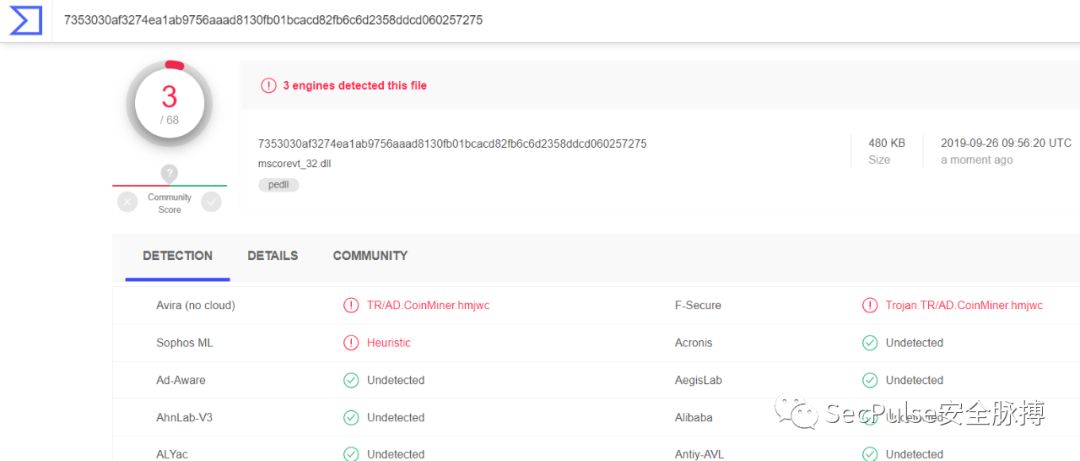 7353030af3274ea1ab9756aaad8130fb01bcacd82fb6c6d2358ddcd060257275
3
/ 68
3 engines detected this file
7353030af3274ea1ab9756aaad8130fb01bcacd82fb6c6d2358ddcd060257275
mscorevt_32.dll
pedll
480 KB
Size
2019-09-26 09:56:20 UTC
a moment ago
?
Community
Score
DETECTION DETAILS COMMUNITY
Avira (no cloud) TR/AD.CoinMiner.hmjwc F-Secure Trojan.TR/AD.CoinMiner.hmjwc
Sophos ML Heuristic Acronis Undetected
Ad-Aware Undetected AegisLab Undetected
AhnLab-V3 Undetected Alibaba Undetected
SecPulse安全脉搏
ALYac Undetected Antiy-AVL Undetected